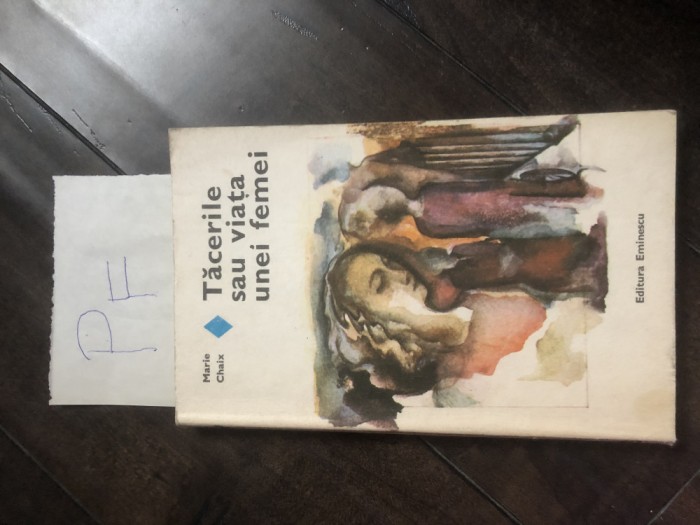 PF
Marie
Chaix
Tăcerile
sau viața
unei femei
Editura Eminescu